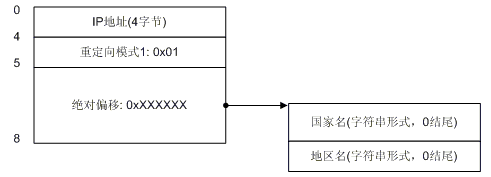 0
IP地址(4字节)
4
重定向模式1: 0x01
5
绝对偏移: 0xXXXXXX
8
国家名(字符串形式，0结尾)
地区名(字符串形式，0结尾)